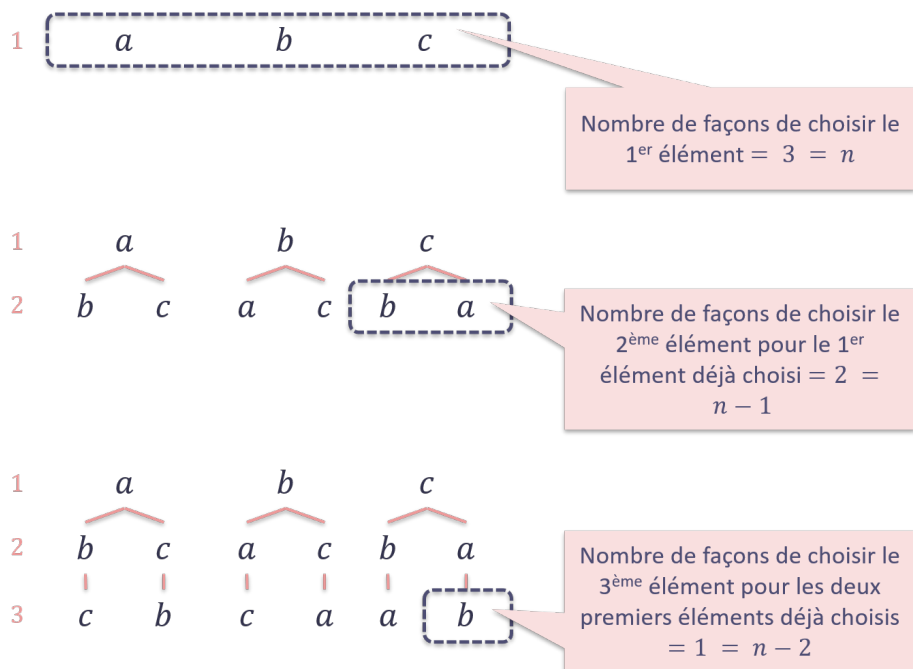 1 a b c
Nombre de façons de choisir le
1er élément = 3 = n
1 a b c
2 b c a c b a
Nombre de façons de choisir le
2ème élément pour le 1er
élément déjà choisi = 2 =
n − 1
1 a b c
2 b c a c b a
3 c b c a a b
Nombre de façons de choisir le
3ème élément pour les deux
premiers éléments déjà choisis
= 1 = n − 2